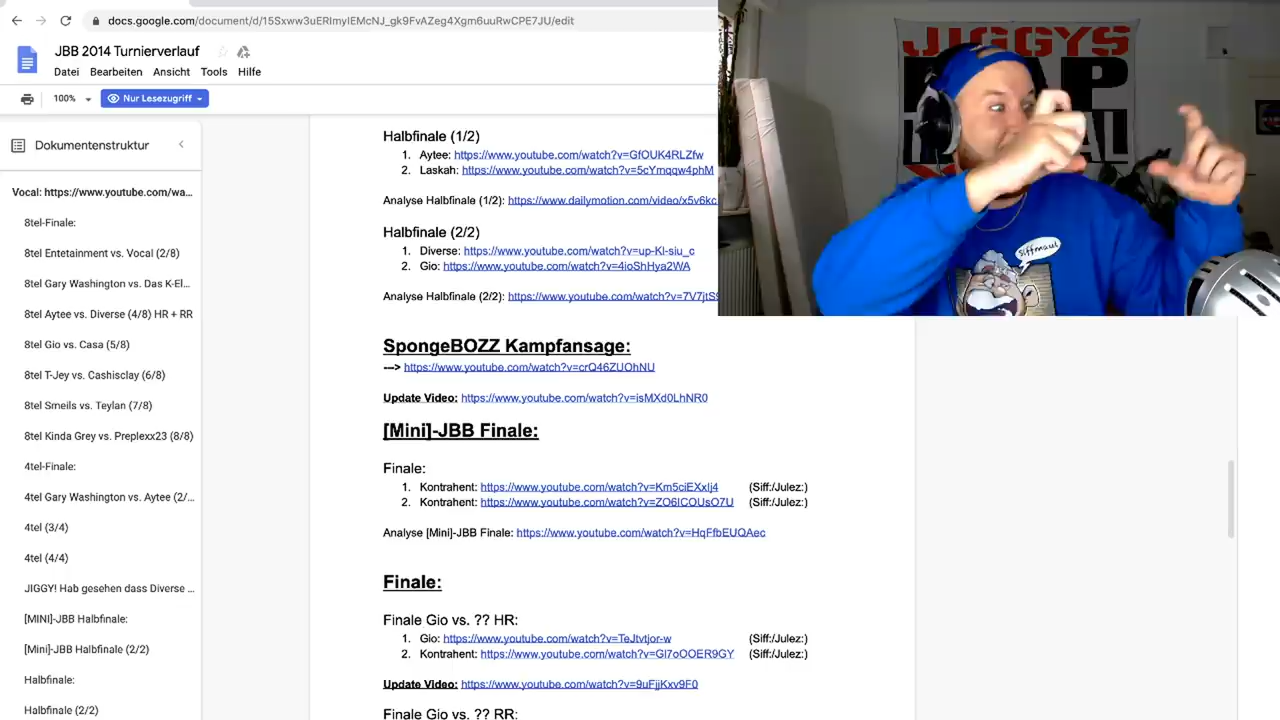 docs.google.com/document/d/15Sxww3uERlmyIEMcNJ_gk9FvAZeg4Xgm6uuRwCPE7JU/edit
JBB 2014 Turnierverlauf
Datei Bearbeiten Ansicht Tools Hilfe
100% Nur Lesezugriff
Dokumentenstruktur
Vocal: https://www.youtube.com/wa...
8tel-Finale:
8tel Entetainment vs. Vocal (2/8)
8tel Gary Washington vs. Das K-El...
8tel Aytee vs. Diverse (4/8) HR + RR
8tel Gio vs. Casa (5/8)
8tel T-Jey vs. Cashisclay (6/8)
8tel Smeils vs. Teylan (7/8)
8tel Kinda Grey vs. Preplexx23 (8/8)
4tel-Finale:
4tel Gary Washington vs. Aytee (2/...
4tel (3/4)
4tel (4/4)
JIGGY! Hab gesehen dass Diverse ...
[MINI]-JBB Halbfinale:
[Mini]-JBB Halbfinale (2/2)
Halbfinale:
Halbfinale (2/2)
Halbfinale (1/2)
1. Aytee: https://www.youtube.com/watch?v=GfOUK4RLZfw
2. Laskah: https://www.youtube.com/watch?v=5cYmqqw4phM
Analyse Halbfinale (1/2): https://www.dailymotion.com/video/x5v6kc
Halbfinale (2/2)
1. Diverse: https://www.youtube.com/watch?v=up-Kl-siu_c
2. Gio: https://www.youtube.com/watch?v=4ioShHya2WA
Analyse Halbfinale (2/2): https://www.youtube.com/watch?v=7V7jtS
SpongeBOZZ Kampfansage:
---> https://www.youtube.com/watch?v=crQ46ZUOhNU
Update Video: https://www.youtube.com/watch?v=isMXd0LhNR0
[Mini]-JBB Finale:
Finale:
1. Kontrahent: https://www.youtube.com/watch?v=Km5ciEXxlj4 (Siff:/Julez:)
2. Kontrahent: https://www.youtube.com/watch?v=ZO6lCOUsO7U (Siff:/Julez:)
Analyse [Mini]-JBB Finale: https://www.youtube.com/watch?v=HqFfbEUQAec
Finale:
Finale Gio vs. ?? HR:
1. Gio: https://www.youtube.com/watch?v=TeJtvtjor-w (Siff:/Julez:)
2. Kontrahent: https://www.youtube.com/watch?v=Gl7oOOER9GY (Siff:/Julez:)
Update Video: https://www.youtube.com/watch?v=9uFjjKxv9F0
Finale Gio vs. ?? RR:
JIGGYS
siffmaul